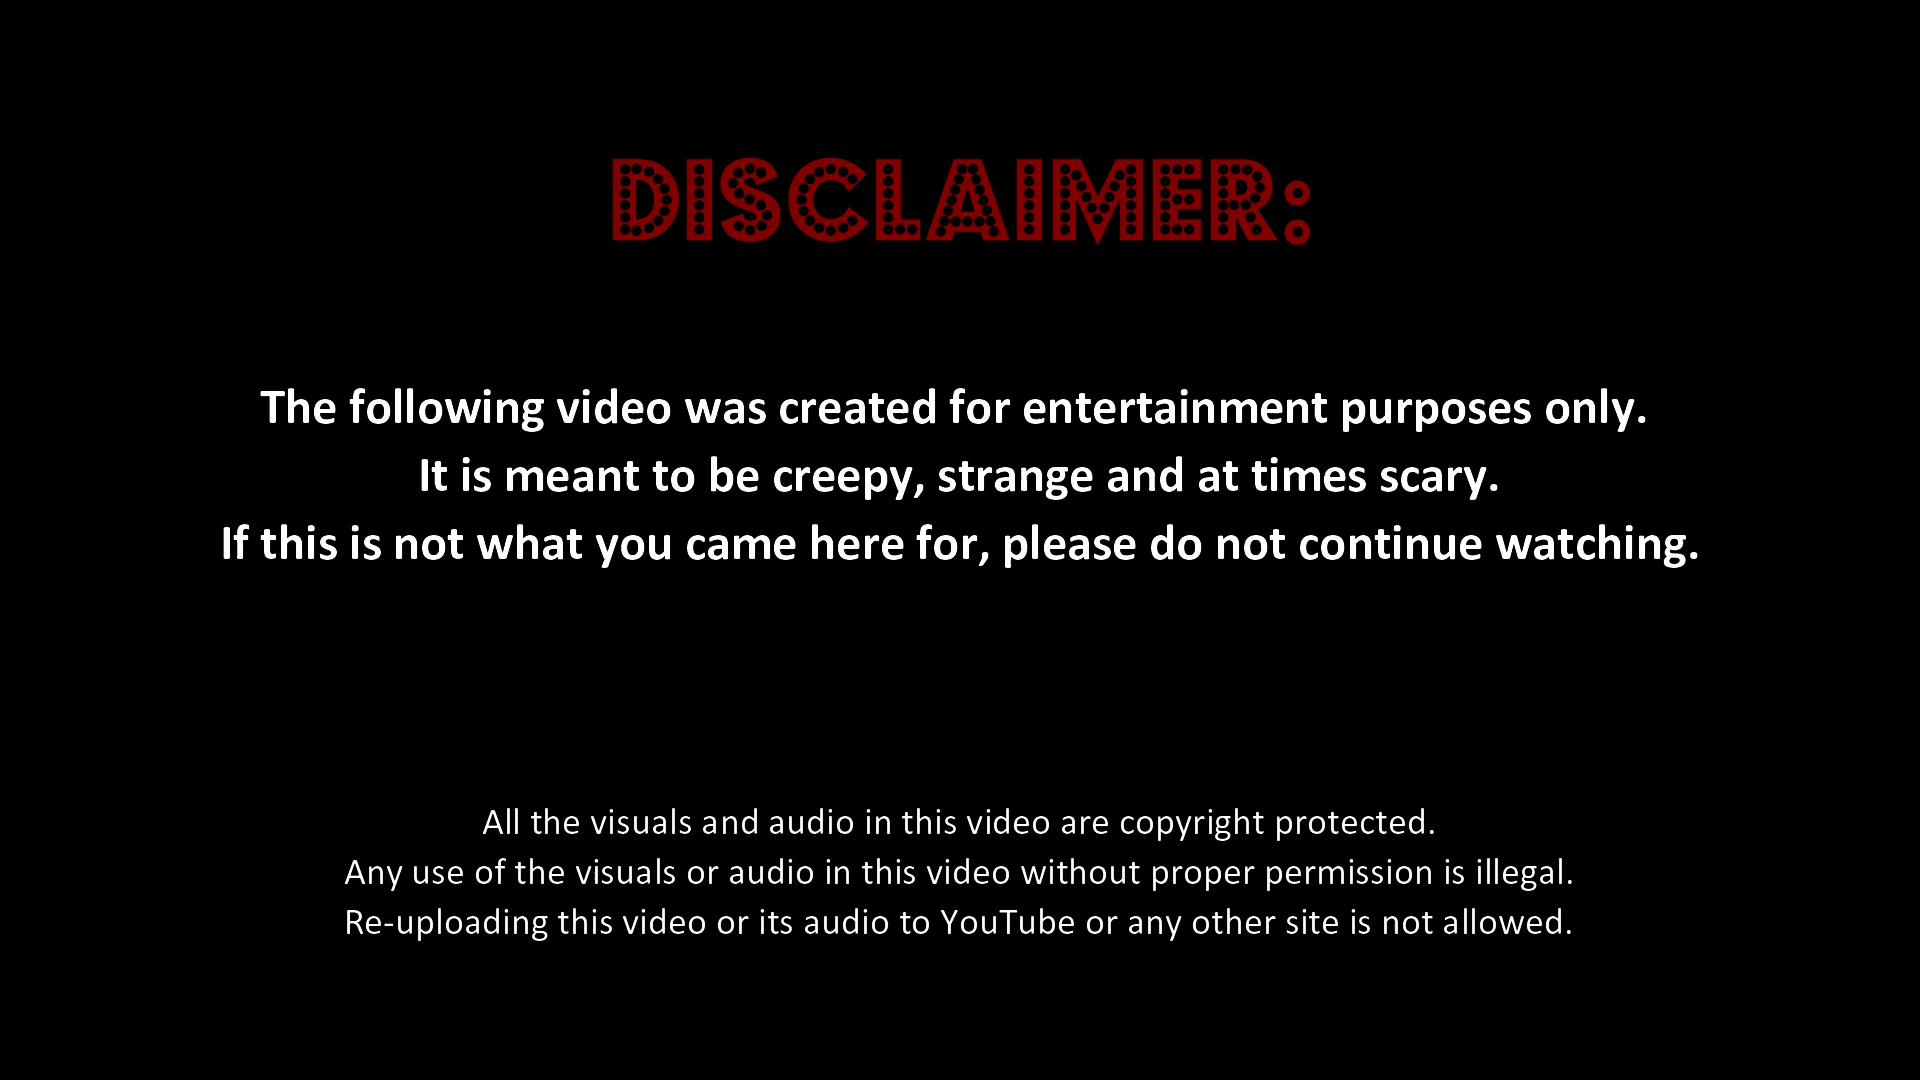 DISCLAIMER:
The following video was created for entertainment purposes only.
It is meant to be creepy, strange and at times scary.
If this is not what you came here for, please do not continue watching.
All the visuals and audio in this video are copyright protected.
Any use of the visuals or audio in this video without proper permission is illegal.
Re-uploading this video or its audio to YouTube or any other site is not allowed.